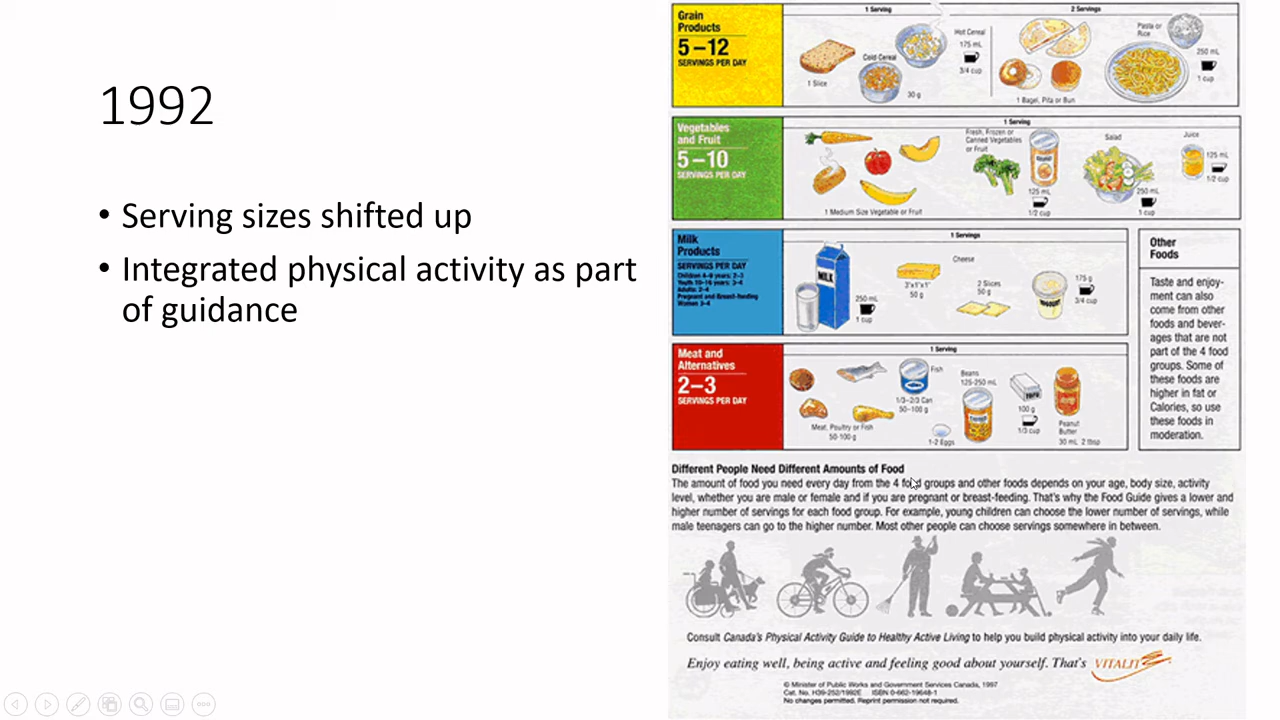 1992
• Serving sizes shifted up
• Integrated physical activity as part
of guidance
Grain
Products
5–12
SERVINGS PER DAY
1 Serving
2 Servings
1 Slice
Cold Cereal
30 g
Hot Cereal
175 mL
3/4 cup
1 Bagel, Pita or Bun
Pasta or
Rice
250 mL
1 cup
Vegetables
and Fruit
5–10
SERVINGS PER DAY
1 Serving
1 Medium Size Vegetable or Fruit
Fresh, Frozen or
Canned Vegetables
or Fruit
125 mL
1/2 cup
Salad
250 mL
1 cup
Juice
125 mL
1/2 cup
Milk
Products
SERVINGS PER DAY
Children 4–9 years: 2–3
Youth 10–16 years: 3–4
Adults: 2–4
Pregnant and Breast-feeding
Women 3–4
1 Servings
MILK
250 mL
1 cup
Cheese
3"x1"x1"
50 g
2 Slices
50 g
175 g
3/4 cup
Other
Foods
Taste and enjoy-
ment can also
come from other
foods and bever-
ages that are not
part of the 4 food
groups. Some of
these foods are
higher in fat or
Calories, so use
these foods in
moderation.
Meat and
Alternatives
2–3
SERVINGS PER DAY
1 Serving
Meat, Poultry or Fish
50-100 g
Fish
1/3–2/3 Can
50–100 g
1-2 Eggs
Beans
125-250 mL
TOFU
100 g
1/3 cup
Peanut
Butter
30 mL 2 tbsp
Different People Need Different Amounts of Food
The amount of food you need every day from the 4 food groups and other foods depends on your age, body size, activity
level, whether you are male or female and if you are pregnant or breast-feeding. That's why the Food Guide gives a lower and
higher number of servings for each food group. For example, young children can choose the lower number of servings, while
male teenagers can go to the higher number. Most other people can choose servings somewhere in between.
Consult Canada's Physical Activity Guide to Healthy Active Living to help you build physical activity into your daily life.
Enjoy eating well, being active and feeling good about yourself. That's VITALITÉ
© Minister of Public Works and Government Services Canada, 1997
Cat. No. H39-252/1992E ISBN 0-662-19648-1
No changes permitted. Reprint permission not required.